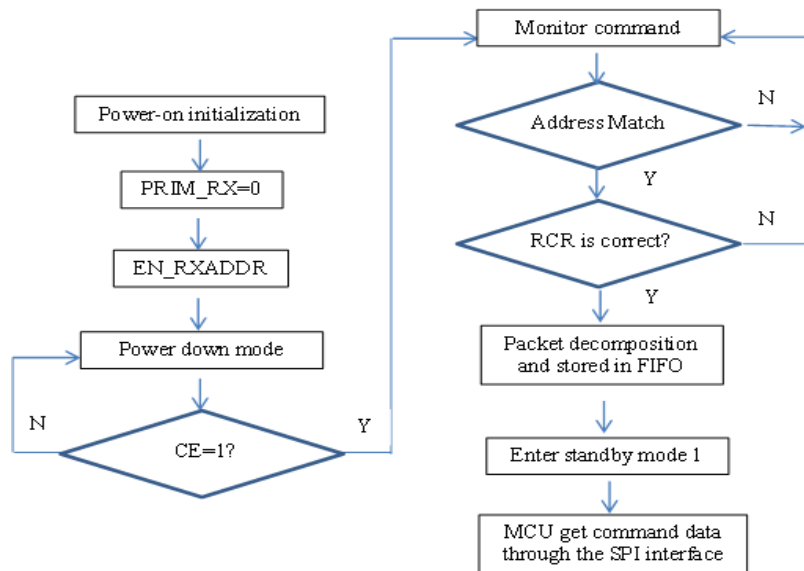 Power-on initialization
PRIM_RX=0
EN_RXADDR
Power down mode
N
CE=1?
Y
Monitor command
Address Match
N
Y
RCR is correct?
N
Y
Packet decomposition
and stored in FIFO
Enter standby mode 1
MCU get command data
through the SPI interface